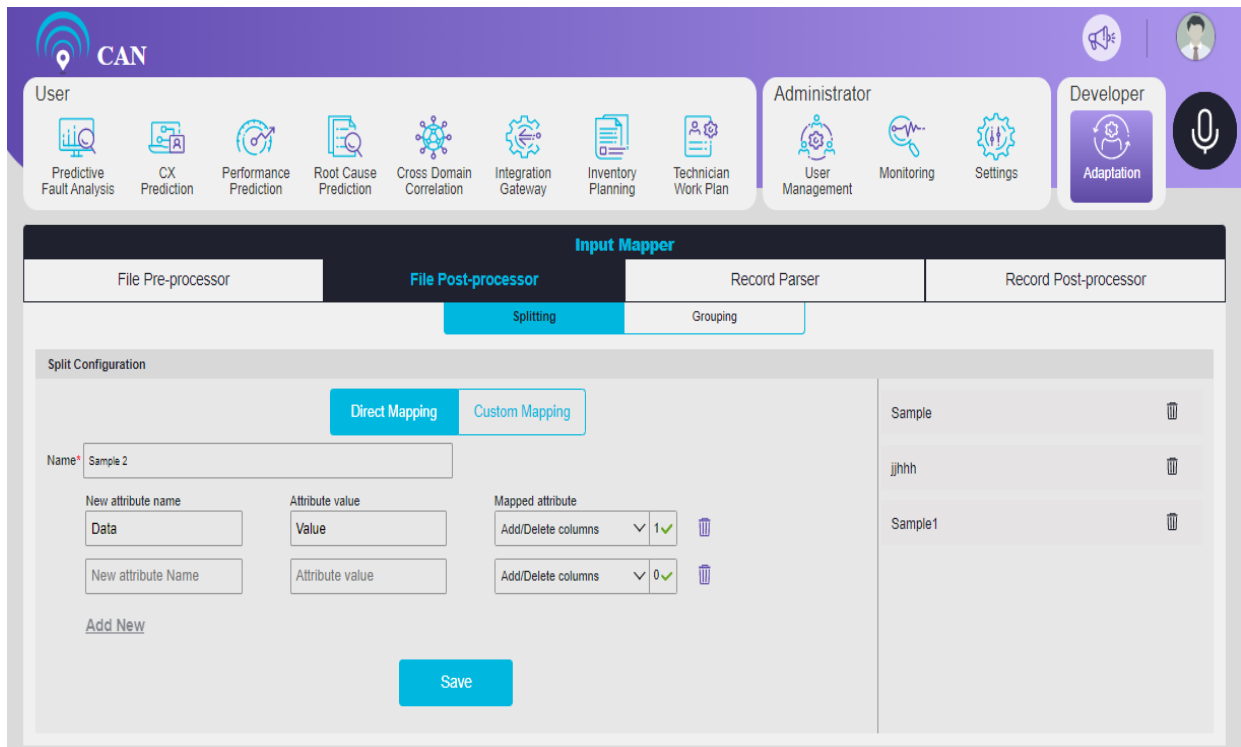 CAN
User
Administrator
Developer
Predictive
Fault Analysis
CX
Prediction
Performance
Prediction
Root Cause
Prediction
Cross Domain
Correlation
Integration
Gateway
Inventory
Planning
Technician
Work Plan
User
Management
Monitoring
Settings
Adaptation
Input Mapper
File Pre-processor
File Post-processor
Record Parser
Record Post-processor
Splitting
Grouping
Split Configuration
Direct Mapping
Custom Mapping
Name* Sample 2
New attribute name
Attribute value
Mapped attribute
Data
Value
Add/Delete columns
1
New attribute Name
Attribute value
Add/Delete columns
0
Add New
Save
Sample
jjhhh
Sample1